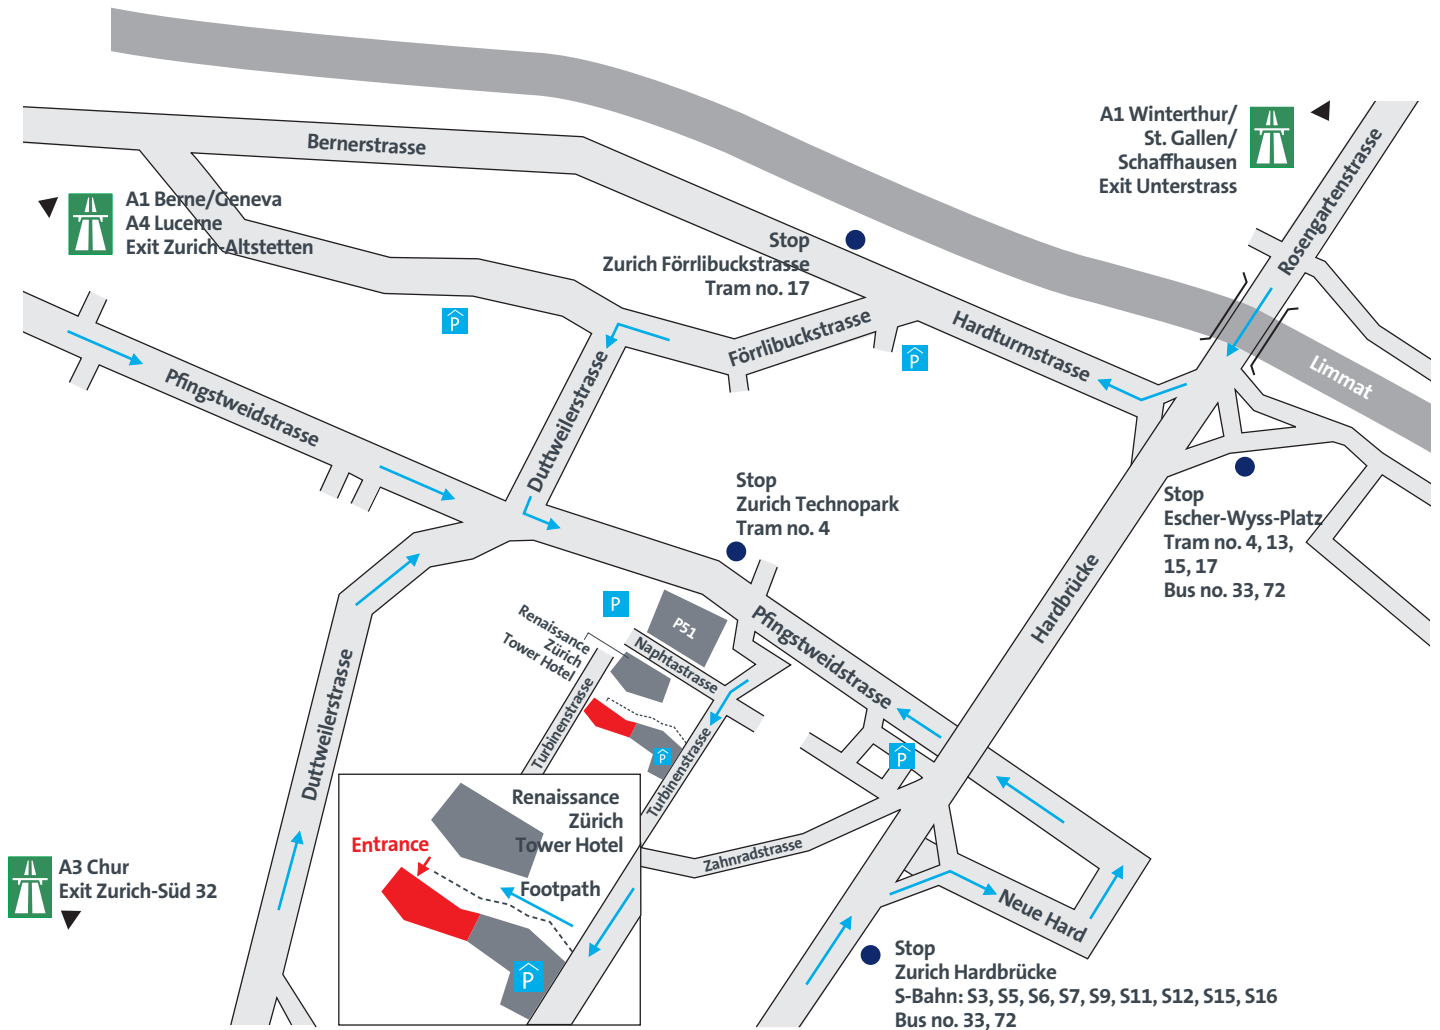 A1 Winterthur/
St. Gallen/
Schaffhausen
Exit Unterstrass
Rosengartenstrasse
Bernerstrasse
A1 Berne/Geneva
A4 Lucerne
Exit Zurich-Altstetten
Stop
Zurich Förrlibuckstrasse
Tram no. 17
P
Förrlibuckstrasse
P
Hardturmstrasse
Limmat
Pfingstweidstrasse
Duttweilerstrasse
Stop
Zurich Technopark
Tram no. 4
Stop
Escher-Wyss-Platz
Tram no. 4, 13,
15, 17
Bus no. 33, 72
Hardbrücke
P
P51
Renaissance
Zürich
Tower Hotel
Naphtastrasse
Pfingstweidstrasse
Turbinenstrasse
Turbinenstrasse
P
P
Duttweilerstrasse
Renaissance
Zürich
Tower Hotel
Entrance
Footpath
P
Zahnradstrasse
Neue Hard
A3 Chur
Exit Zurich-Süd 32
Stop
Zurich Hardbrücke
S-Bahn: S3, S5, S6, S7, S9, S11, S12, S15, S16
Bus no. 33, 72